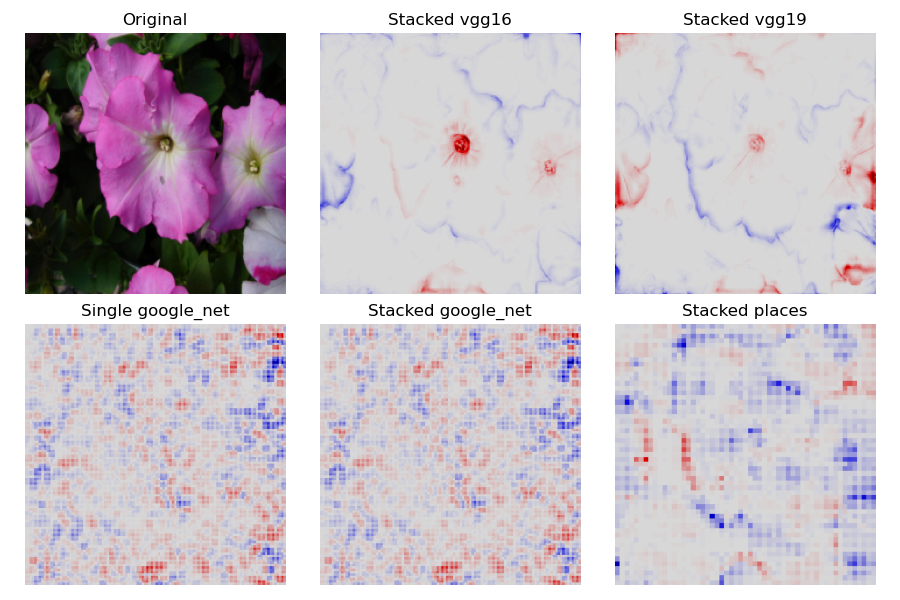 Original
Stacked vgg16
Stacked vgg19
Single google_net
Stacked google_net
Stacked places